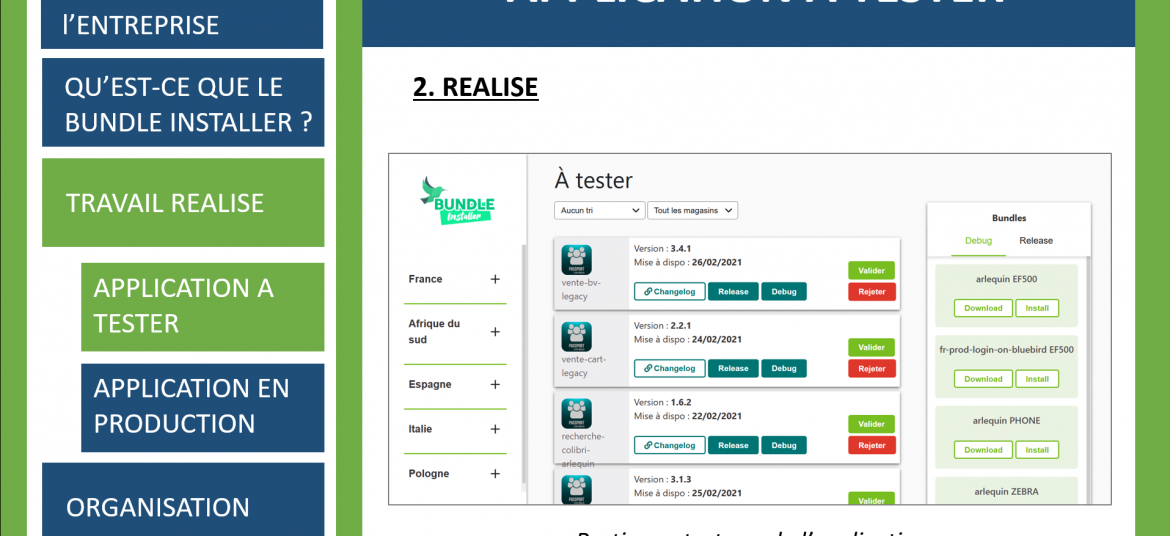 l’ENTREPRISE
QU’EST-CE QUE LE
BUNDLE INSTALLER ?
TRAVAIL REALISE
APPLICATION A
TESTER
APPLICATION EN
PRODUCTION
ORGANISATION
APPLICATION A TESTER
2. REALISE
BUNDLE
Installer
France +
Afrique du
sud +
Espagne +
Italie +
Pologne +
À tester
Aucun tri
Tout les magasins
PASSPORT
vente-bv-
legacy
Version : 3.4.1
Mise à dispo : 26/02/2021
Changelog Release Debug
Valider
Rejeter
PASSPORT
vente-cart-
legacy
Version : 2.2.1
Mise à dispo : 24/02/2021
Changelog Release Debug
Valider
Rejeter
PASSPORT
recherche-
colibri-
arlequin
Version : 1.6.2
Mise à dispo : 22/02/2021
Changelog Release Debug
Valider
Rejeter
PASSPORT
Version : 3.1.3
Mise à dispo : 25/02/2021
Valider
Bundles
Debug Release
arlequin EF500
Download Install
fr-prod-login-on-bluebird EF500
Download Install
arlequin PHONE
Download Install
arlequin ZEBRA